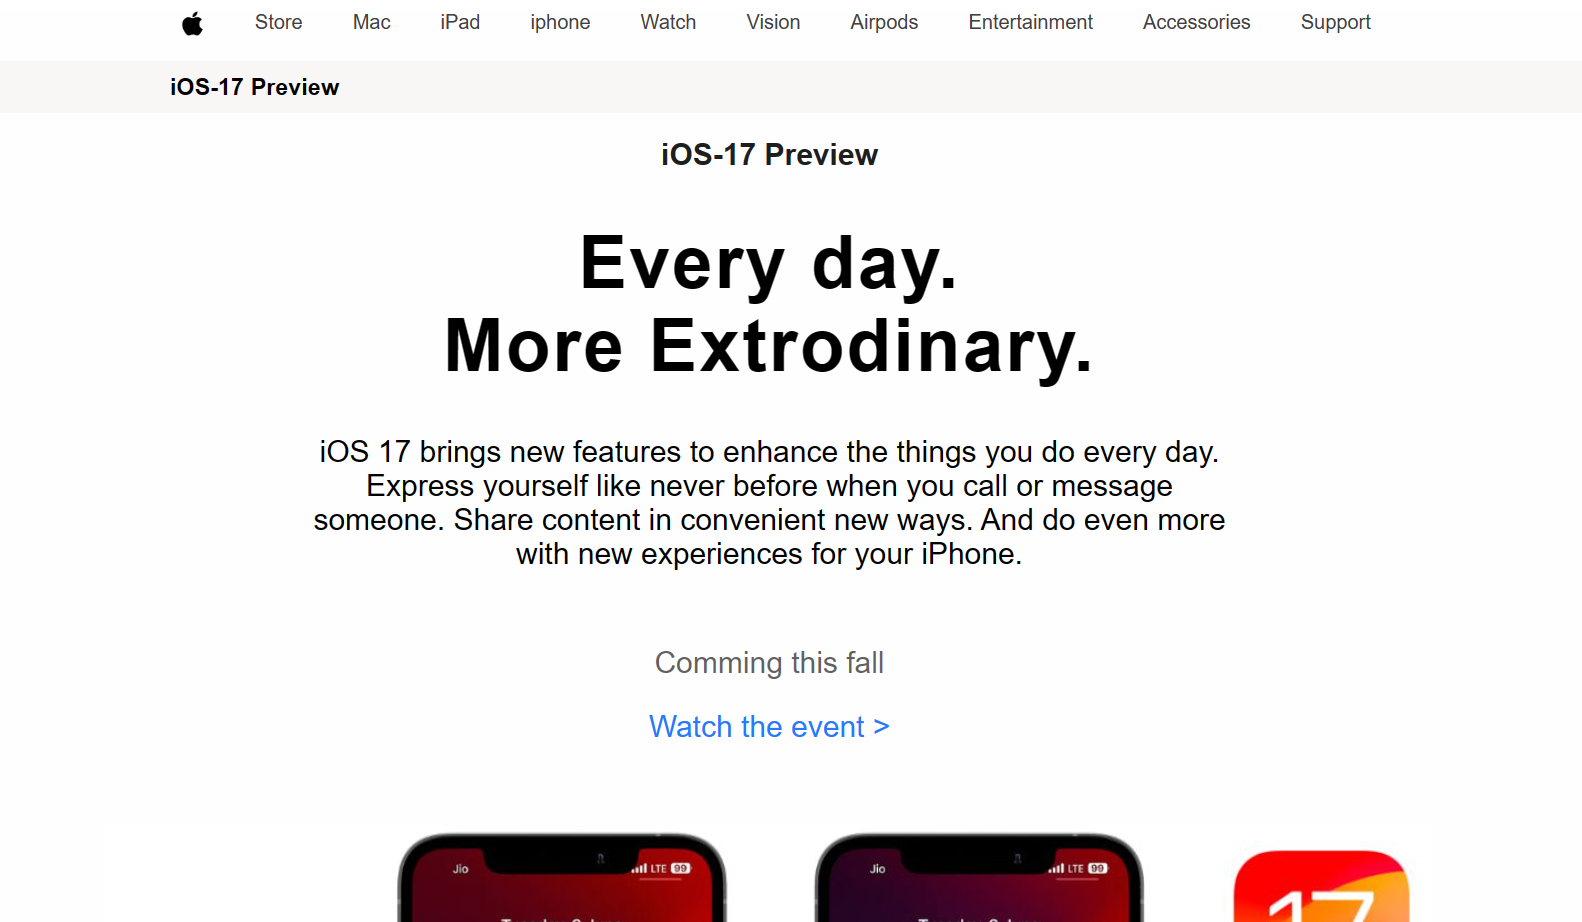 Store Mac iPad iphone Watch Vision Airpods Entertainment Accessories Support
iOS-17 Preview
iOS-17 Preview
Every day.
More Extrodinary.
iOS 17 brings new features to enhance the things you do every day.
Express yourself like never before when you call or message
someone. Share content in convenient new ways. And do even more
with new experiences for your iPhone.
Comming this fall
Watch the event >
Jio LTE 99
Jio LTE 99
17